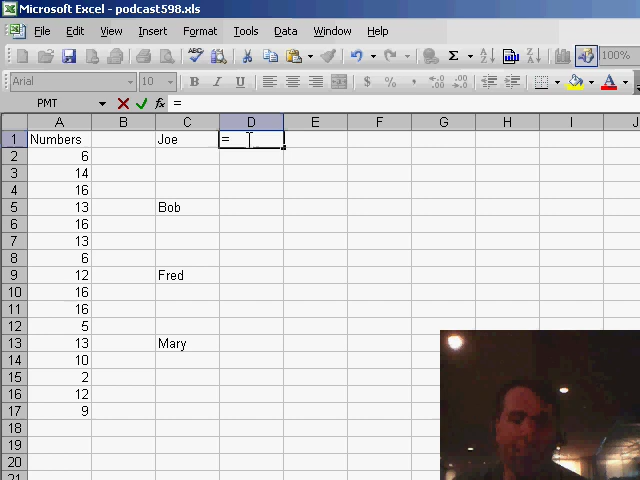 Microsoft Excel - podcast598.xls
File Edit View Insert Format Tools Data Window Help
Σ 100%
Arial 10 B I U $ % , A
PMT fx =
A B C D E F G H I J
1 Numbers Joe =
2 6
3 14
4 16
5 13 Bob
6 16
7 13
8 6
9 12 Fred
10 16
11 16
12 5
13 13 Mary
14 10
15 2
16 12
17 9
18
19
20
21